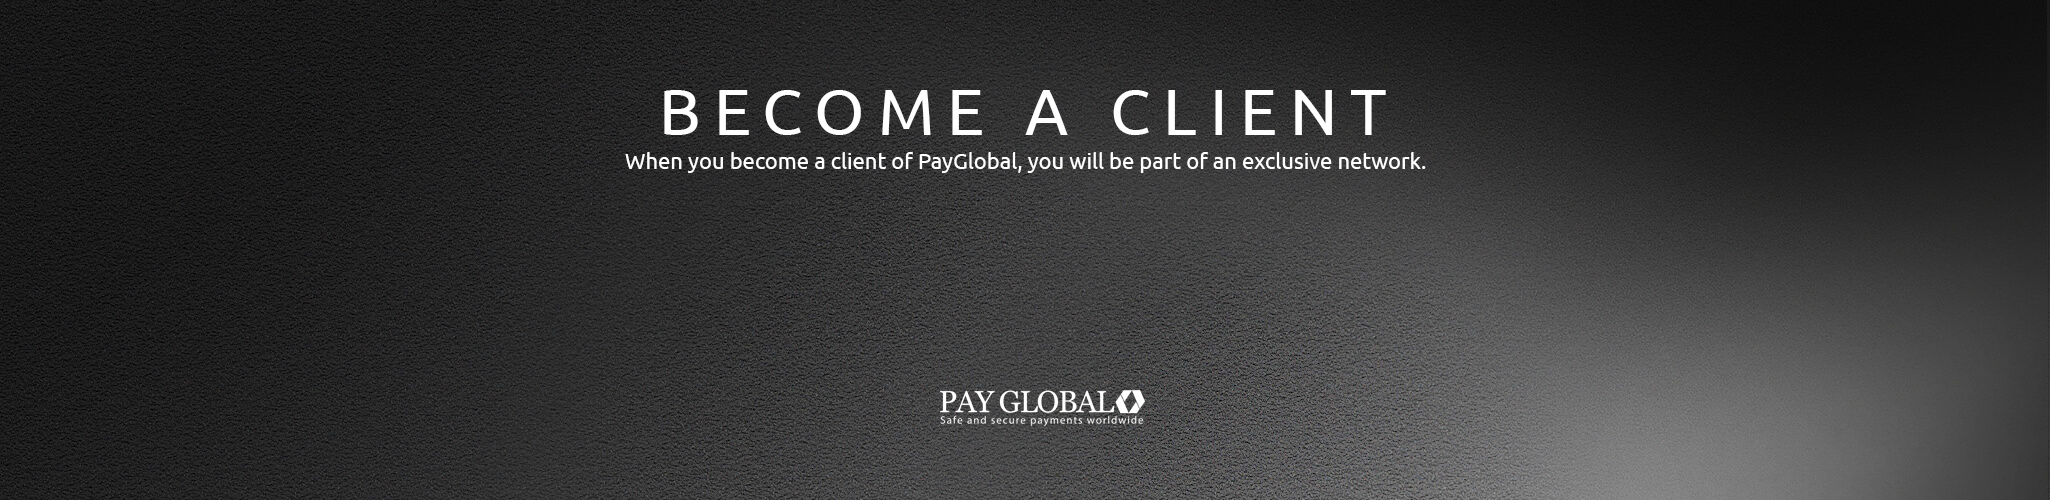 BECOME A CLIENT
When you become a client of PayGlobal, you will be part of an exclusive network.
PAY GLOBAL
Safe and secure payments worldwide